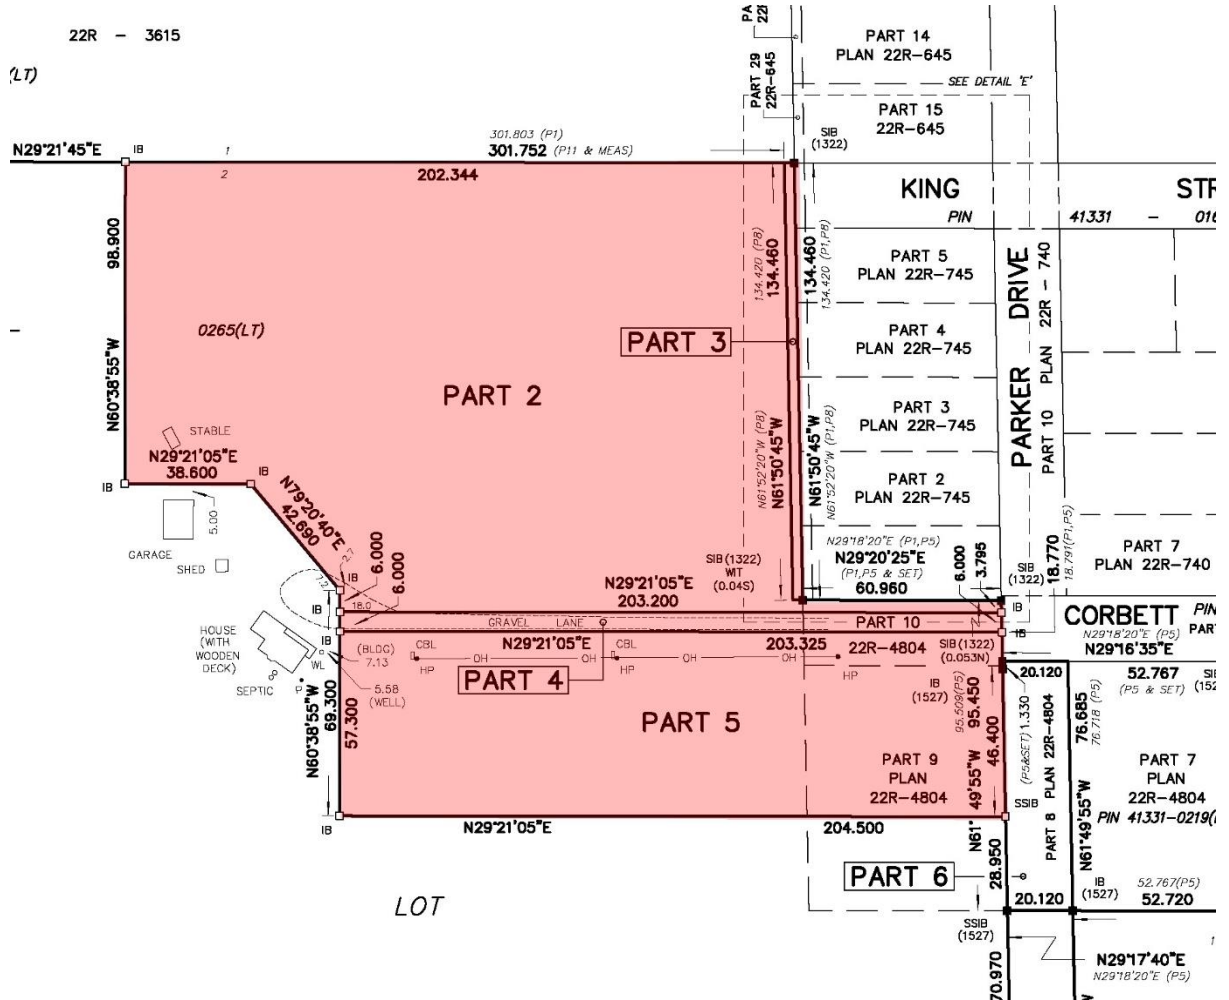 22R - 3615
(LT)
PART 29
22R-645
PART 14
PLAN 22R-645
SEE DETAIL 'E'
PART 15
22R-645
SIB
(1322)
N29°21'45"E
IB
1
2
301.803 (P1)
301.752 (P11 & MEAS)
202.344
KING
STR
PIN
41331 - 016
98.900
N60°38'55"W
0265(LT)
134.420 (P8)
134.460
134.460
134.420 (P1,P8)
PART 5
PLAN 22R-745
PART 4
PLAN 22R-745
PART 3
PLAN 22R-745
PART 2
PLAN 22R-745
PARKER DRIVE
PART 10 PLAN 22R - 740
PART 3
PART 2
N61°52'20"W (P8)
N61°50'45"W
N61°50'45"W
N61°52'20"W (P1,P8)
STABLE
N29°21'05"E
38.600
IB
IB
N79°20'40"E
42.690
5.00
GARAGE
SHED
7.2
2.7
IB
6.000
6.000
18.0
IB
N29°21'05"E
203.200
SIB (1322)
WIT
(0.04S)
N29°18'20"E (P1,P5)
N29°20'25"E
(P1,P5 & SET)
60.960
6.000
3.795
SIB
(1322)
IB
18.770
18.791(P1,P5)
PART 7
PLAN 22R-740
CORBETT
PIN
PART
N29°18'20"E (P5)
N29°16'35"E
GRAVEL LANE
PART 10
22R-4804
N29°21'05"E
203.325
SIB (1322)
(0.053N)
IB
IB
(1527)
HOUSE
(WITH
WOODEN
DECK)
WL
SEPTIC
P
(BLDG)
7.13
5.58
(WELL)
CBL
HP
OH
OH
CBL
HP
OH
OH
HP
PART 4
PART 5
N60°38'55"W
69.300
57.300
IB
95.509(P5)
95.450
46.400
N61°49'55"W
(P5&SET) 1.330
20.120
PART 8 PLAN 22R-4804
76.685
76.718 (P5)
N61°49'55"W
52.767
(P5 & SET)
SIB
(152
PART 7
PLAN
22R-4804
PIN 41331-0219(
PART 9
PLAN
22R-4804
SSIB
N29°21'05"E
204.500
28.950
PART 6
LOT
20.120
IB
(1527)
52.767(P5)
52.720
SSIB
(1527)
70.970
N29°17'40"E
N29°18'20"E (P5)
W